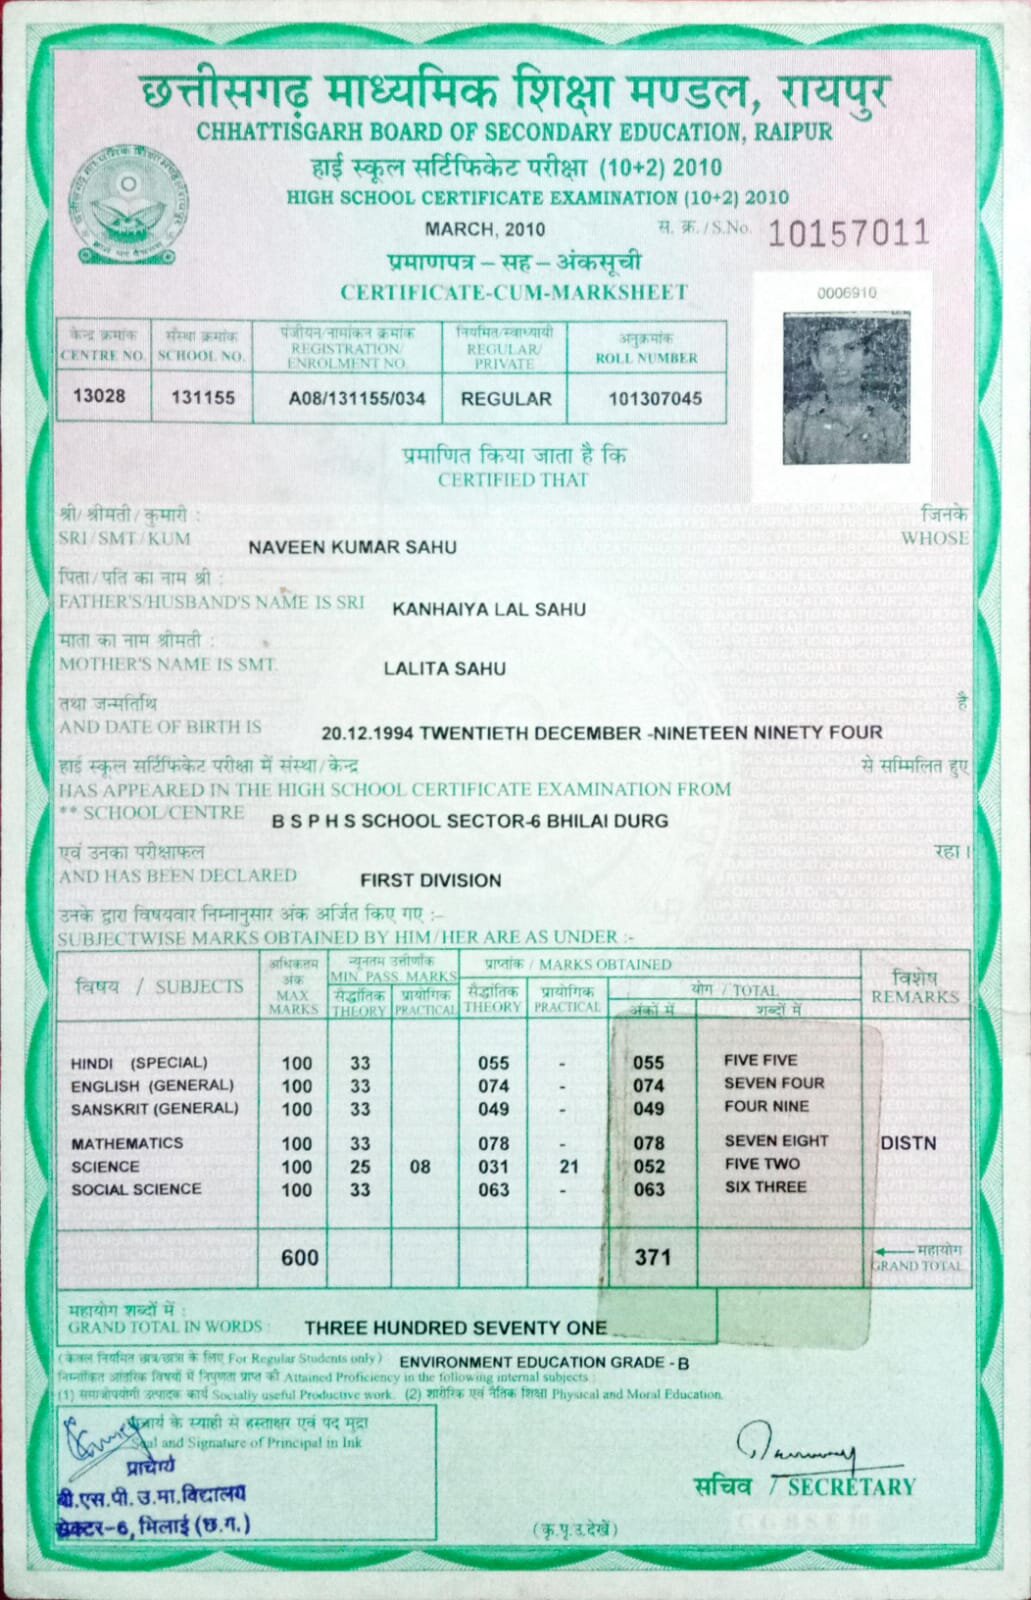 छत्तीसगढ़ माध्यमिक शिक्षा मण्डल, रायपुर
CHHATTISGARH BOARD OF SECONDARY EDUCATION, RAIPUR
हाई स्कूल सर्टिफिकेट परीक्षा (10+2) 2010
HIGH SCHOOL CERTIFICATE EXAMINATION (10+2) 2010
MARCH, 2010
स. क्र. / S.No. 10157011
प्रमाणपत्र – सह – अंकसूची
CERTIFICATE-CUM-MARKSHEET
0006910
केन्द्र क्रमांक संस्था क्रमांक पंजीयन/नामांकन क्रमांक नियमित/स्वाध्यायी अनुक्रमांक
CENTRE NO. SCHOOL NO. REGISTRATION/ ENROLMENT NO. REGULAR/ PRIVATE ROLL NUMBER
13028 131155 A08/131155/034 REGULAR 101307045
प्रमाणित किया जाता है कि
CERTIFIED THAT
श्री/ श्रीमती / कुमारी : जिनके
SRI/SMT/KUM NAVEEN KUMAR SAHU WHOSE
पिता/पति का नाम श्री :
FATHER'S/HUSBAND'S NAME IS SRI KANHAIYA LAL SAHU
माता का नाम श्रीमती :
MOTHER'S NAME IS SMT. LALITA SAHU
तथा जन्मतिथि है
AND DATE OF BIRTH IS 20.12.1994 TWENTIETH DECEMBER -NINETEEN NINETY FOUR
हाई स्कूल सर्टिफिकेट परीक्षा में संस्था/केन्द्र से सम्मिलित हुए
HAS APPEARED IN THE HIGH SCHOOL CERTIFICATE EXAMINATION FROM
** SCHOOL/CENTRE B S P H S SCHOOL SECTOR-6 BHILAI DURG
एवं उनका परीक्षाफल रहा।
AND HAS BEEN DECLARED FIRST DIVISION
उनके द्वारा विषयवार निम्नानुसार अंक अर्जित किए गए :–
SUBJECTWISE MARKS OBTAINED BY HIM/HER ARE AS UNDER :-
विषय / SUBJECTS अधिकतम अंक MAX MARKS न्यूनतम उत्तीर्णांक MIN. PASS. MARKS प्राप्तांक / MARKS OBTAINED विशेष REMARKS
सैद्धांतिक THEORY प्रायोगिक PRACTICAL सैद्धांतिक THEORY प्रायोगिक PRACTICAL योग / TOTAL
अंकों में शब्दों में
HINDI (SPECIAL) 100 33 055 - 055 FIVE FIVE
ENGLISH (GENERAL) 100 33 074 - 074 SEVEN FOUR
SANSKRIT (GENERAL) 100 33 049 - 049 FOUR NINE
MATHEMATICS 100 33 078 - 078 SEVEN EIGHT DISTN
SCIENCE 100 25 08 031 21 052 FIVE TWO
SOCIAL SCIENCE 100 33 063 - 063 SIX THREE
600 371 महायोग
GRAND TOTAL
महायोग शब्दों में :
GRAND TOTAL IN WORDS : THREE HUNDRED SEVENTY ONE
(केवल नियमित छात्र/छात्रा के लिए For Regular Students only) ENVIRONMENT EDUCATION GRADE - B
निम्नांकित आंतरिक विषयों में निपुणता प्राप्त की Attained Proficiency in the following internal subjects :
(1) समाजोपयोगी उत्पादक कार्य Socially useful Productive work. (2) शारीरिक एवं नैतिक शिक्षा Physical and Moral Education.
प्राचार्य के स्याही से हस्ताक्षर एवं पद मुद्रा
Seal and Signature of Principal in Ink
प्राचार्य
बी.एस.पी. उ.मा. विद्यालय
सेक्टर-6, भिलाई (छ.ग.)
सचिव / SECRETARY
(कृ.पृ.उ.देखें)